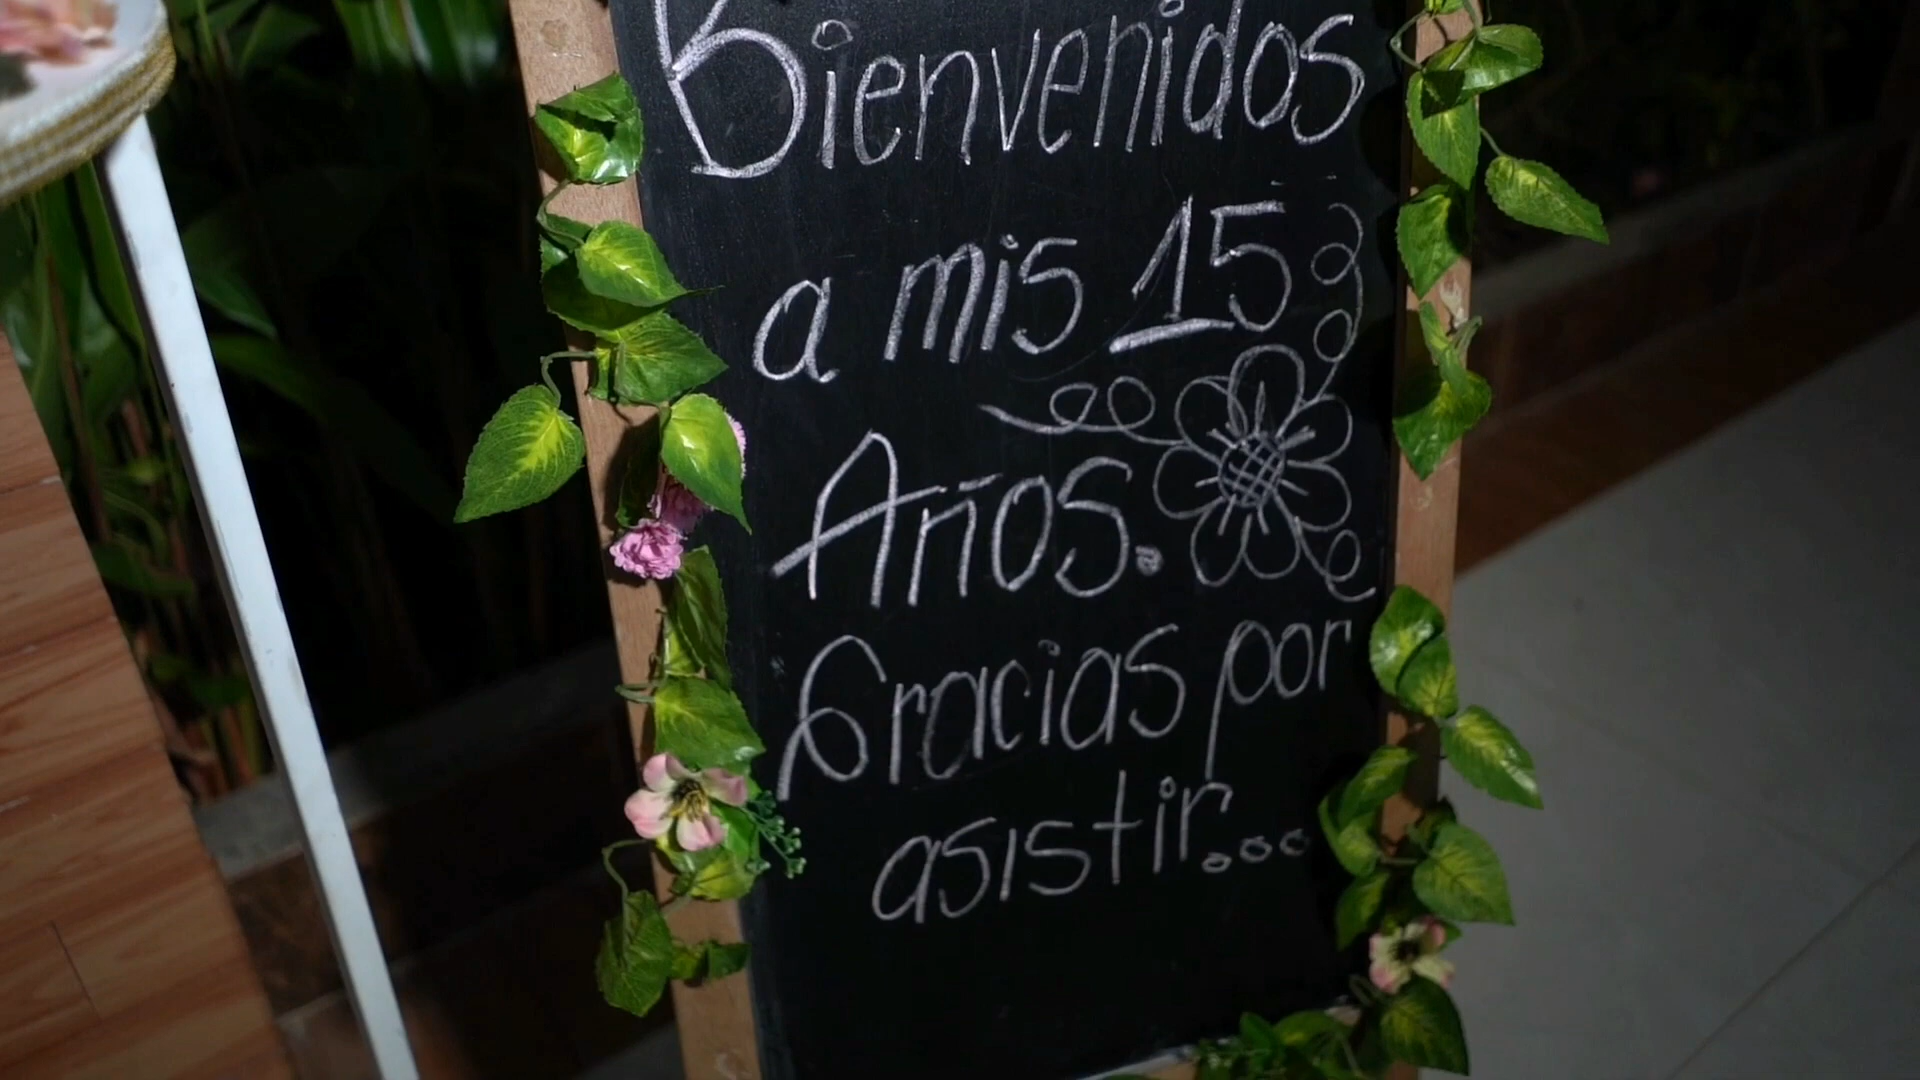 Bienvenidos
a mis 15
Años.
Gracias por
asistir...